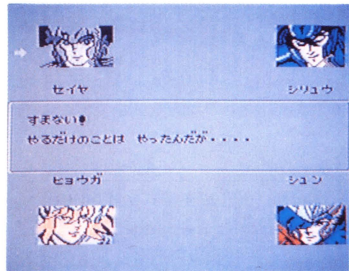 セイヤ
シリュウ
すまない!
やるだけのことは やったんだが・・・・
ヒョウガ
シュン